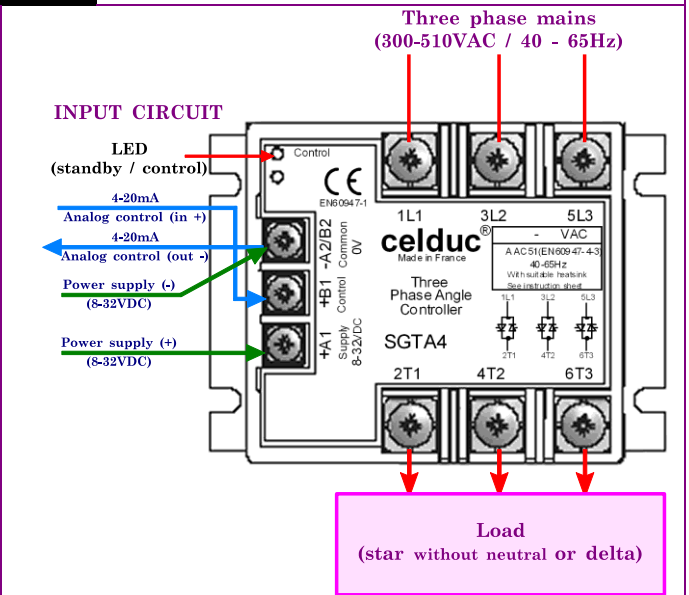 Three phase mains
(300-510VAC / 40 - 65Hz)
INPUT CIRCUIT
LED
(standby / control)
4-20mA
Analog control (in +)
4-20mA
Analog control (out -)
Power supply (-)
(8-32VDC)
Power supply (+)
(8-32VDC)
Control
CE
EN60947-1
-A2/B2
Common
0V
+B1
Control
+A1
Supply
8-32VDC
1L1 3L2 5L3
celduc®
Made in France
Three
Phase Angle
Controller
SGTA4
- VAC
AAC51(EN60947-4-3)
40-65Hz
With suitable heatsink
See instruction sheet
1L1 3L2 5L3
2T1 4T2 6T3
2T1 4T2 6T3
Load
(star without neutral or delta)